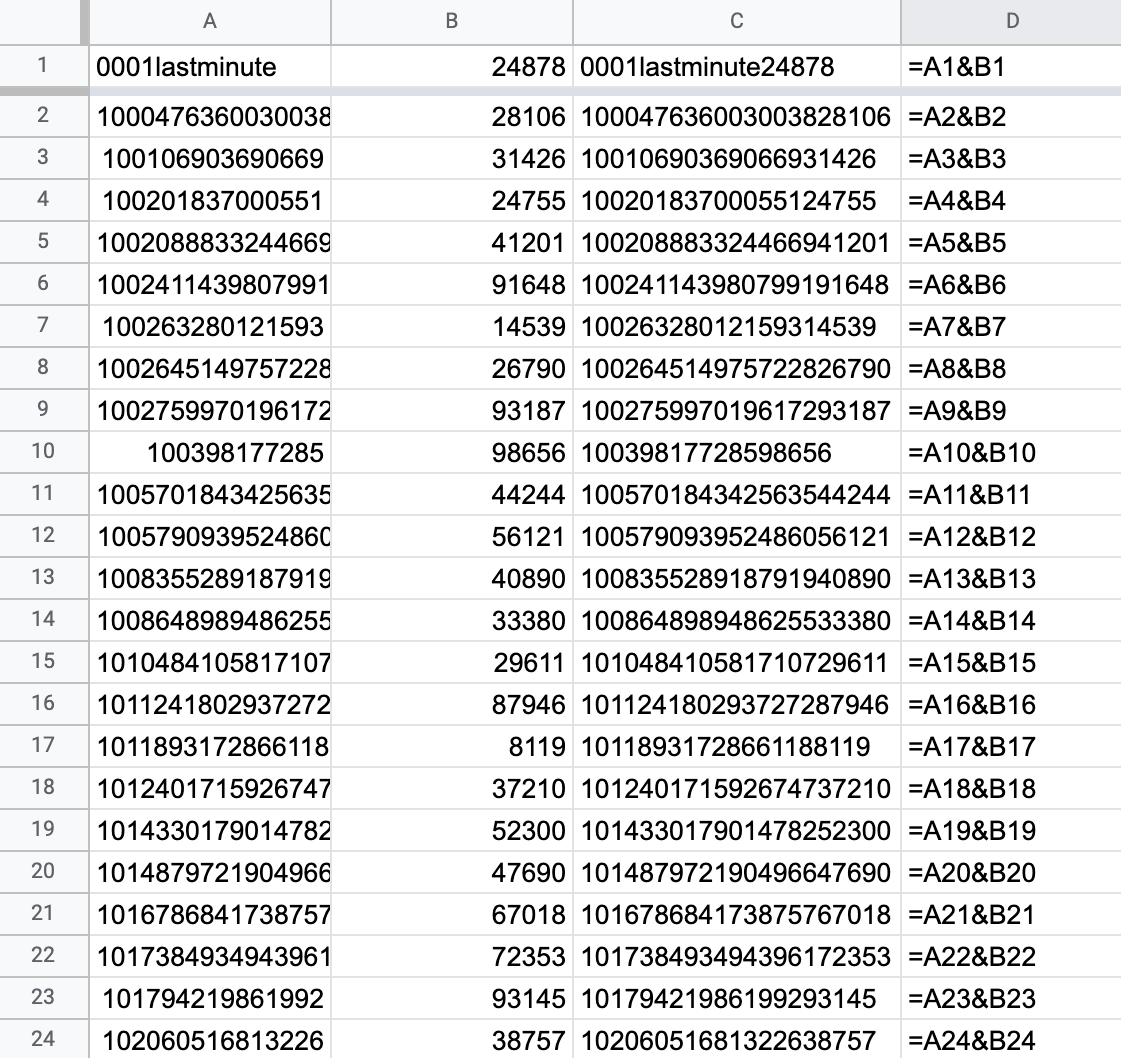 A B C D
1 0001lastminute 24878 0001lastminute24878 =A1&B1
2 1000476360030038 28106 100047636003003828106 =A2&B2
3 100106903690669 31426 10010690369066931426 =A3&B3
4 100201837000551 24755 10020183700055124755 =A4&B4
5 1002088833244669 41201 100208883324466941201 =A5&B5
6 1002411439807991 91648 100241143980799191648 =A6&B6
7 100263280121593 14539 10026328012159314539 =A7&B7
8 1002645149757228 26790 100264514975722826790 =A8&B8
9 1002759970196172 93187 100275997019617293187 =A9&B9
10 100398177285 98656 10039817728598656 =A10&B10
11 1005701843425635 44244 100570184342563544244 =A11&B11
12 1005790939524860 56121 100579093952486056121 =A12&B12
13 1008355289187919 40890 100835528918791940890 =A13&B13
14 1008648989486255 33380 100864898948625533380 =A14&B14
15 1010484105817107 29611 101048410581710729611 =A15&B15
16 1011241802937272 87946 101124180293727287946 =A16&B16
17 1011893172866118 8119 10118931728661188119 =A17&B17
18 1012401715926747 37210 101240171592674737210 =A18&B18
19 1014330179014782 52300 101433017901478252300 =A19&B19
20 1014879721904966 47690 101487972190496647690 =A20&B20
21 1016786841738757 67018 101678684173875767018 =A21&B21
22 1017384934943961 72353 101738493494396172353 =A22&B22
23 101794219861992 93145 10179421986199293145 =A23&B23
24 102060516813226 38757 10206051681322638757 =A24&B24